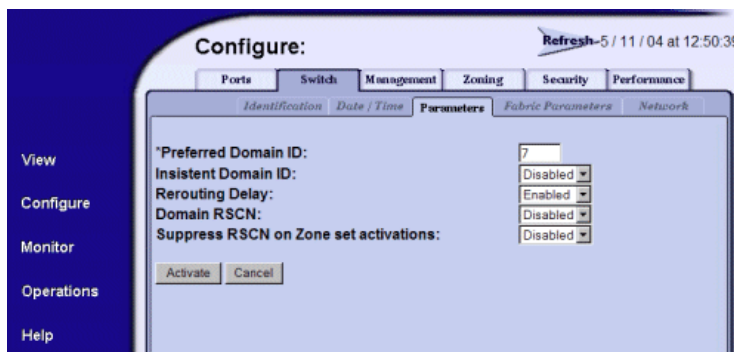 Configure:
Refresh-5 / 11 / 04 at 12:50:39
Ports Switch Management Zoning Security Performance
Identification Date / Time Parameters Fabric Parameters Network
View
Configure
Monitor
Operations
Help
*Preferred Domain ID: 7
Insistent Domain ID: Disabled
Rerouting Delay: Enabled
Domain RSCN: Disabled
Suppress RSCN on Zone set activations: Disabled
Activate Cancel